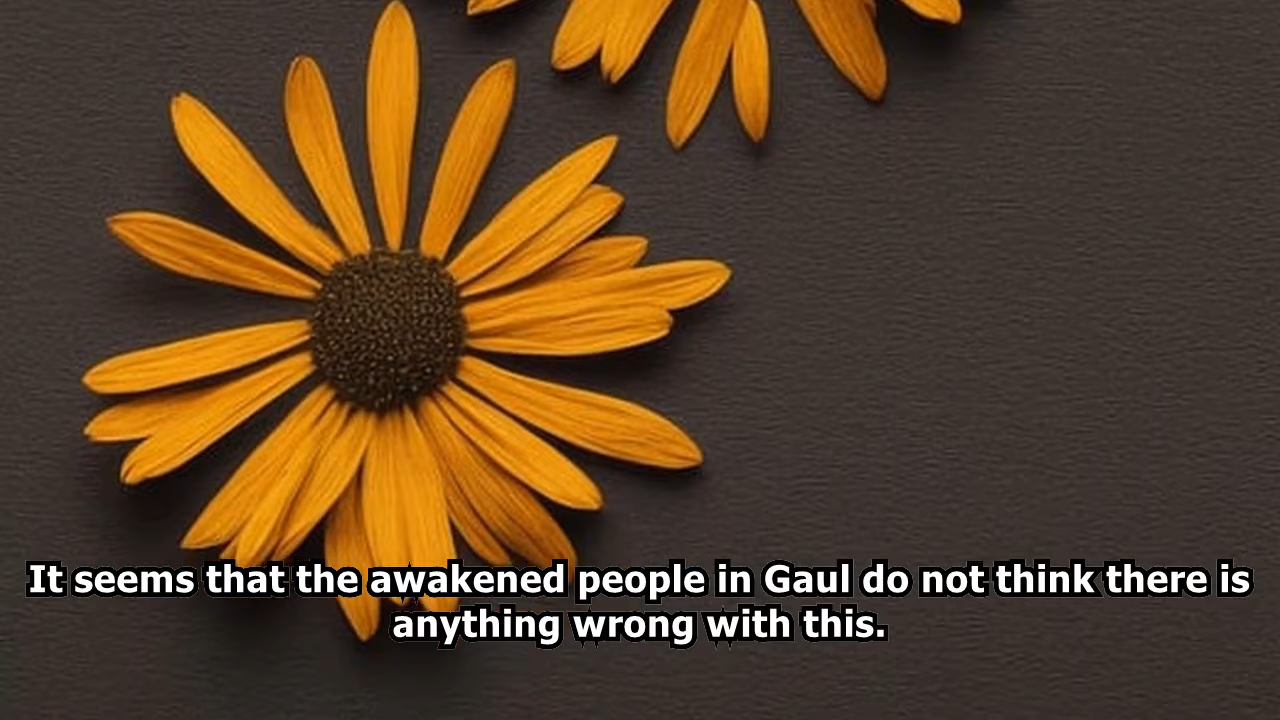 It seems that the awakened people in Gaul do not think there is
anything wrong with this.